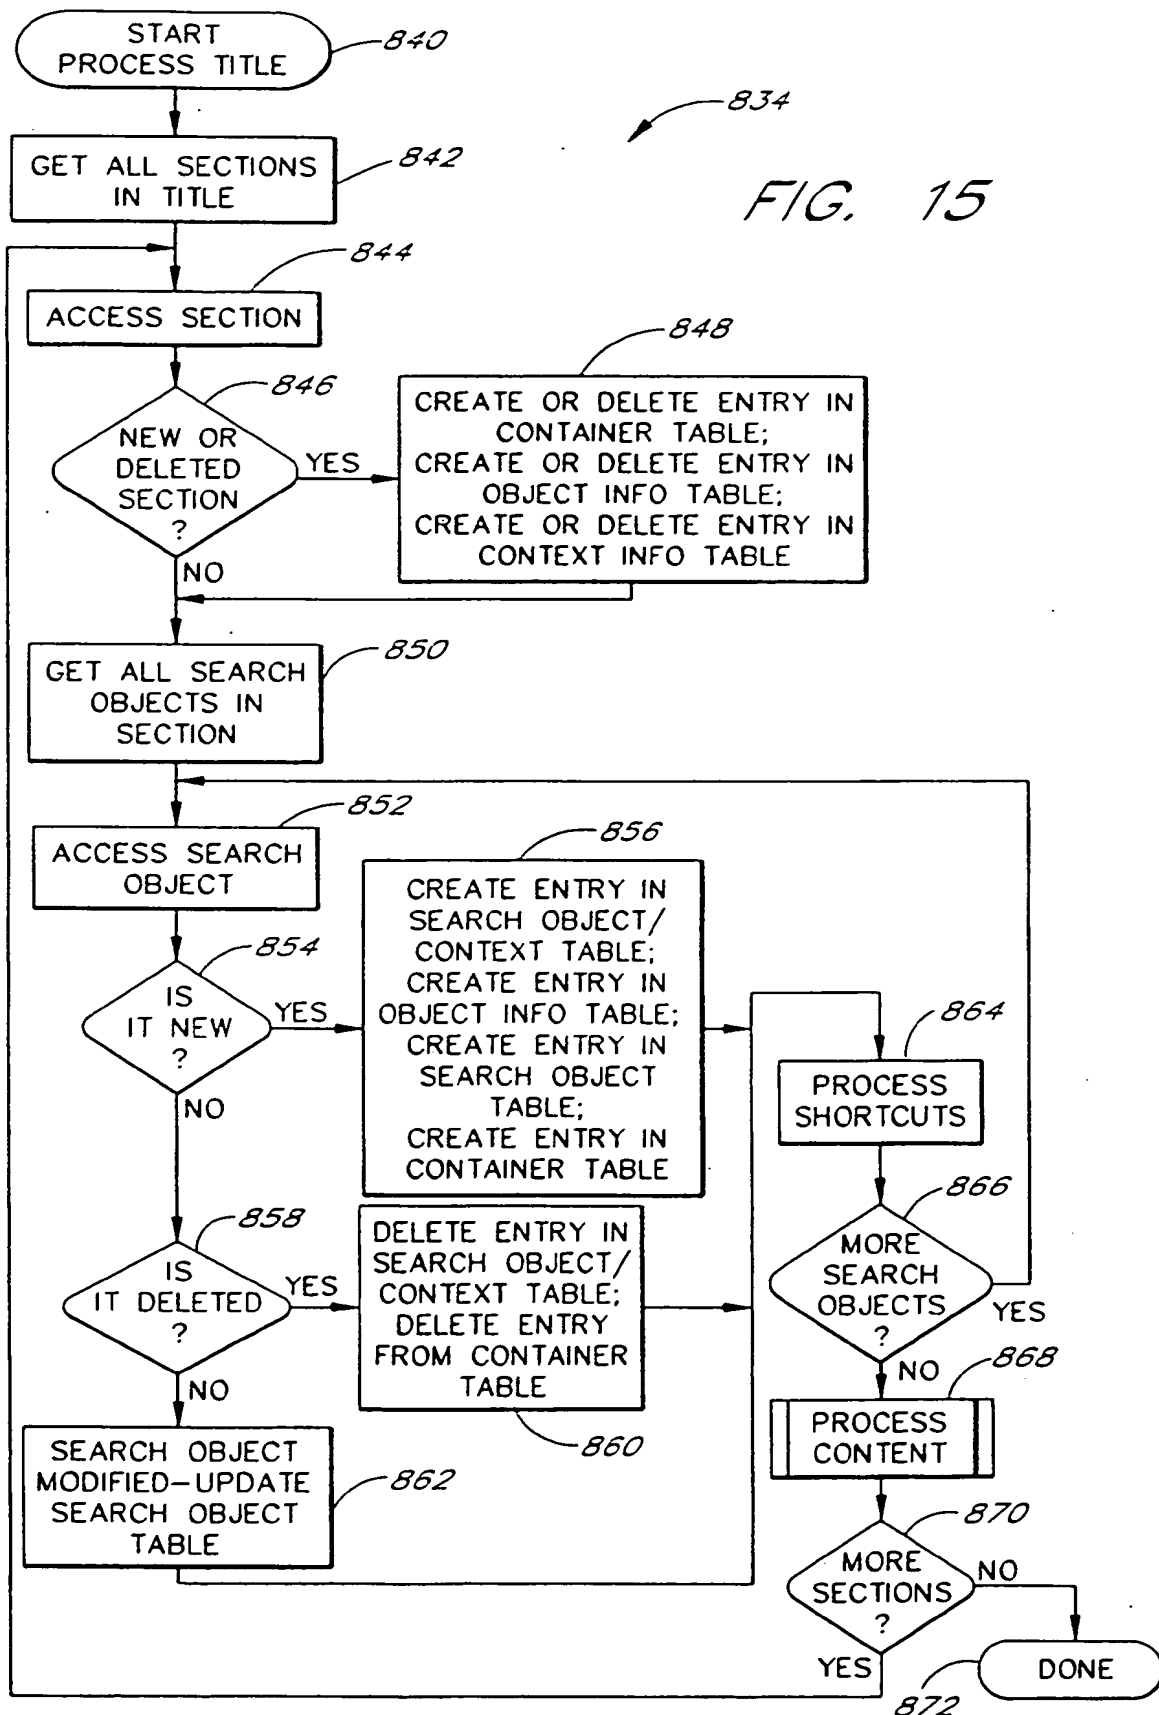 START
PROCESS TITLE
840
834
GET ALL SECTIONS
IN TITLE
842
FIG. 15
844
ACCESS SECTION
846
NEW OR
DELETED
SECTION
?
YES
NO
848
CREATE OR DELETE ENTRY IN
CONTAINER TABLE;
CREATE OR DELETE ENTRY IN
OBJECT INFO TABLE;
CREATE OR DELETE ENTRY IN
CONTEXT INFO TABLE
850
GET ALL SEARCH
OBJECTS IN
SECTION
852
ACCESS SEARCH
OBJECT
854
IS
IT NEW
?
YES
NO
856
CREATE ENTRY IN
SEARCH OBJECT/
CONTEXT TABLE;
CREATE ENTRY IN
OBJECT INFO TABLE;
CREATE ENTRY IN
SEARCH OBJECT
TABLE;
CREATE ENTRY IN
CONTAINER TABLE
858
IS
IT DELETED
?
YES
NO
DELETE ENTRY IN
SEARCH OBJECT/
CONTEXT TABLE;
DELETE ENTRY
FROM CONTAINER
TABLE
860
SEARCH OBJECT
MODIFIED-UPDATE
SEARCH OBJECT
TABLE
862
864
PROCESS
SHORTCUTS
866
MORE
SEARCH
OBJECTS
?
YES
NO
868
PROCESS
CONTENT
870
MORE
SECTIONS
?
NO
YES
DONE
872